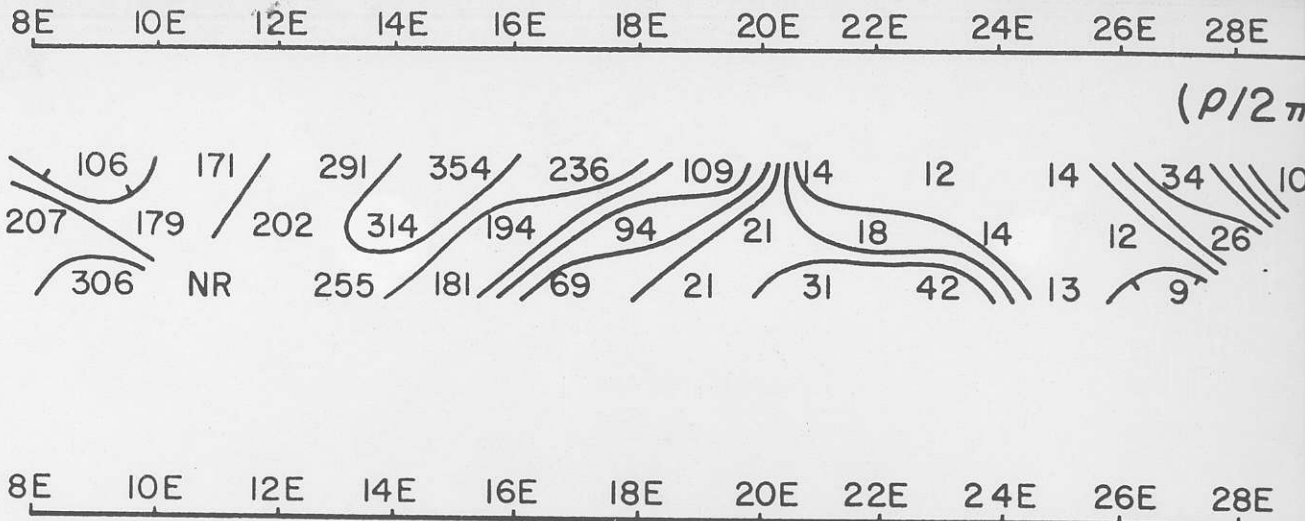 8E 10E 12E 14E 16E 18E 20E 22E 24E 26E 28E
(ρ/2π
106 171 291 354 236 109 14 12 14 34 10
207 179 202 314 194 94 21 18 14 12 26
306 NR 255 181 69 21 31 42 13 9
8E 10E 12E 14E 16E 18E 20E 22E 24E 26E 28E